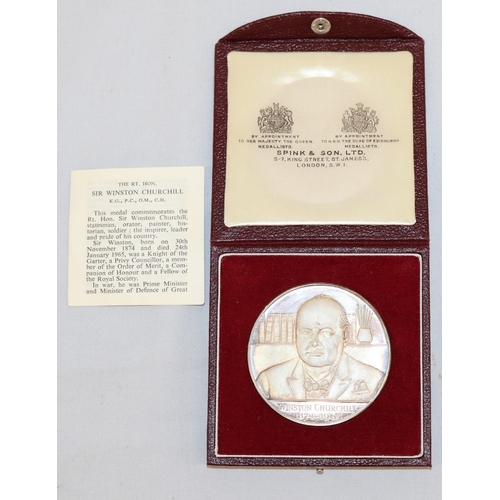 THE RT. HON.
SIR WINSTON CHURCHILL
K.G., P.C., O.M., C.H.
This medal commemorates the
Rt. Hon. Sir Winston Churchill,
statesman, orator, painter, his-
torian, soldier ; the inspirer, leader
and pride of his country.
Sir Winston, born on 30th
November 1874 and died 24th
January 1965, was a Knight of the
Garter, a Privy Councillor, a mem-
ber of the Order of Merit, a Com-
panion of Honour and a Fellow of
the Royal Society.
In war, he was Prime Minister
and Minister of Defence of Great
BY APPOINTMENT
TO HER MAJESTY THE QUEEN
MEDALLISTS
BY APPOINTMENT
TO H.R.H. THE DUKE OF EDINBURGH
MEDALLISTS
SPINK & SON, LTD.
5-7, KING STREET, ST. JAMES'S,
LONDON, S.W.1.
WINSTON CHURCHILL
1874-1965